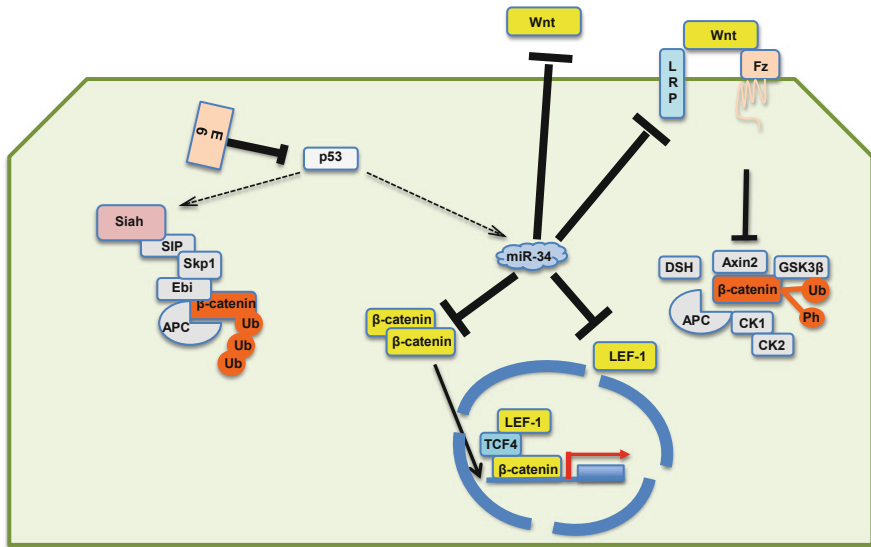 Wnt
Wnt
L
R
P
Fz
E 6
p53
Siah
SIP
Skp1
Ebi
β-catenin
APC
Ub
Ub
Ub
miR-34
DSH
Axin2
GSK3β
β-catenin
Ub
Ph
APC
CK1
CK2
β-catenin
β-catenin
LEF-1
LEF-1
TCF4
β-catenin